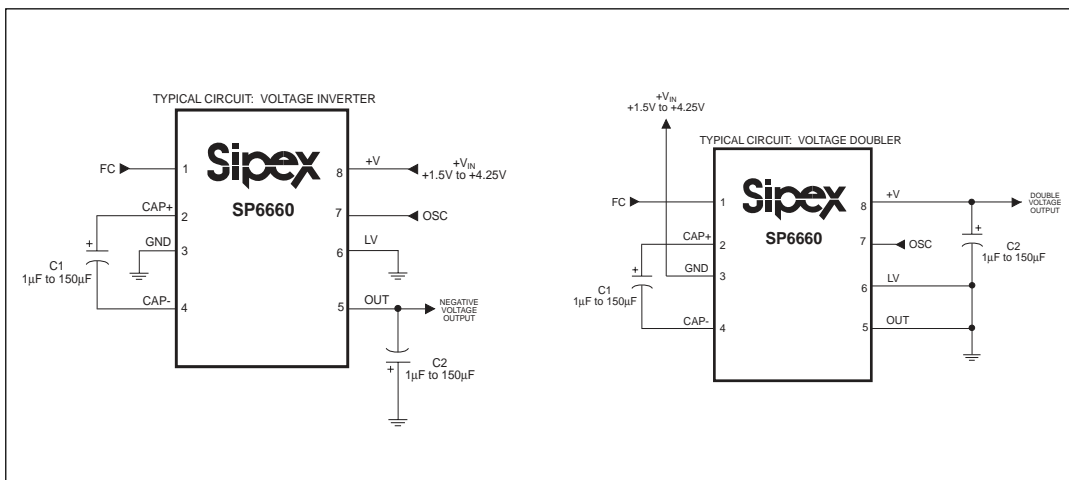 TYPICAL CIRCUIT: VOLTAGE INVERTER
Sipex
SP6660
FC
1
CAP+
2
GND
3
C1
1µF to 150µF
CAP-
4
8
+V
+VIN
+1.5V to +4.25V
7
OSC
6
LV
5
OUT
NEGATIVE
VOLTAGE
OUTPUT
+
+
C2
1µF to 150µF
+VIN
+1.5V to +4.25V
TYPICAL CIRCUIT: VOLTAGE DOUBLER
Sipex
SP6660
FC
1
CAP+
2
GND
3
C1
1µF to 150µF
CAP-
4
8
+V
DOUBLE
VOLTAGE
OUTPUT
7
OSC
6
LV
5
OUT
+
+
C2
1µF to 150µF